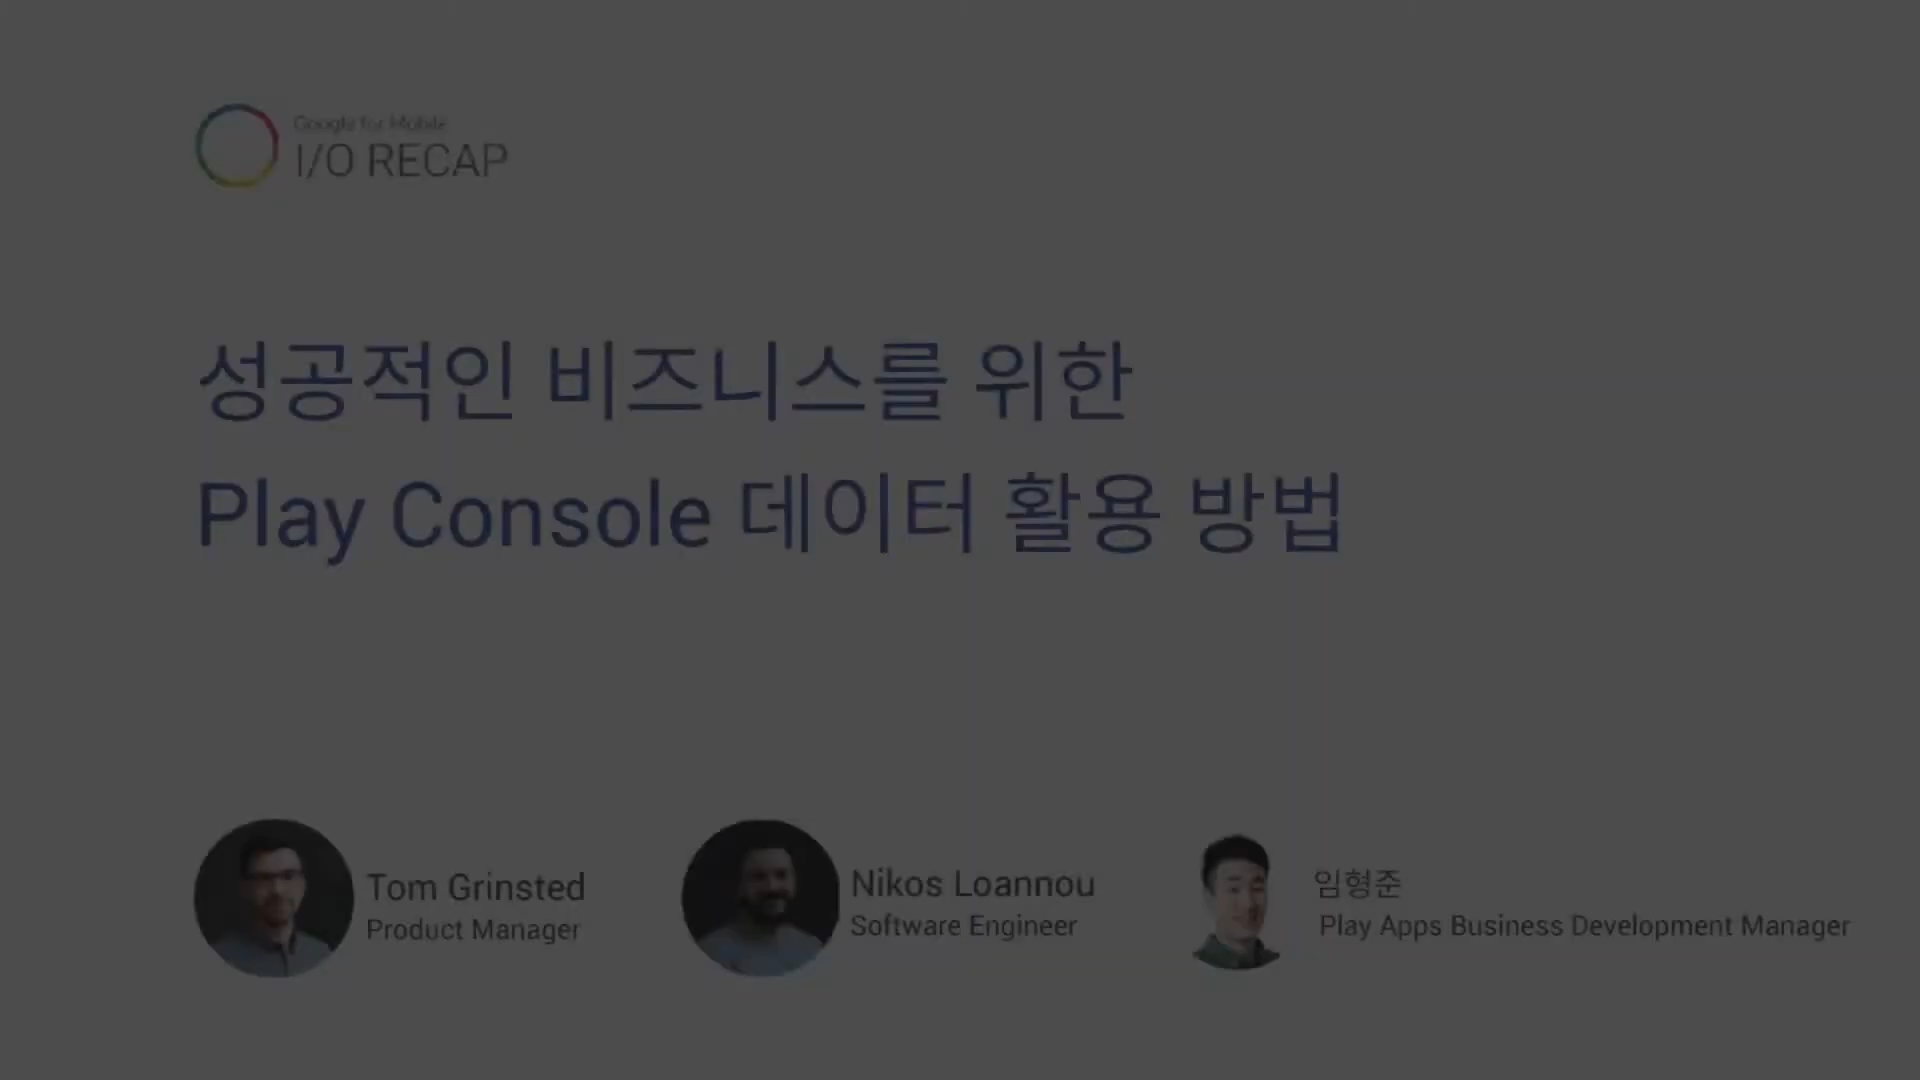 Google for Mobile
I/O RECAP
성공적인 비즈니스를 위한
Play Console 데이터 활용 방법
Tom Grinsted
Product Manager
Nikos Loannou
Software Engineer
임형준
Play Apps Business Development Manager